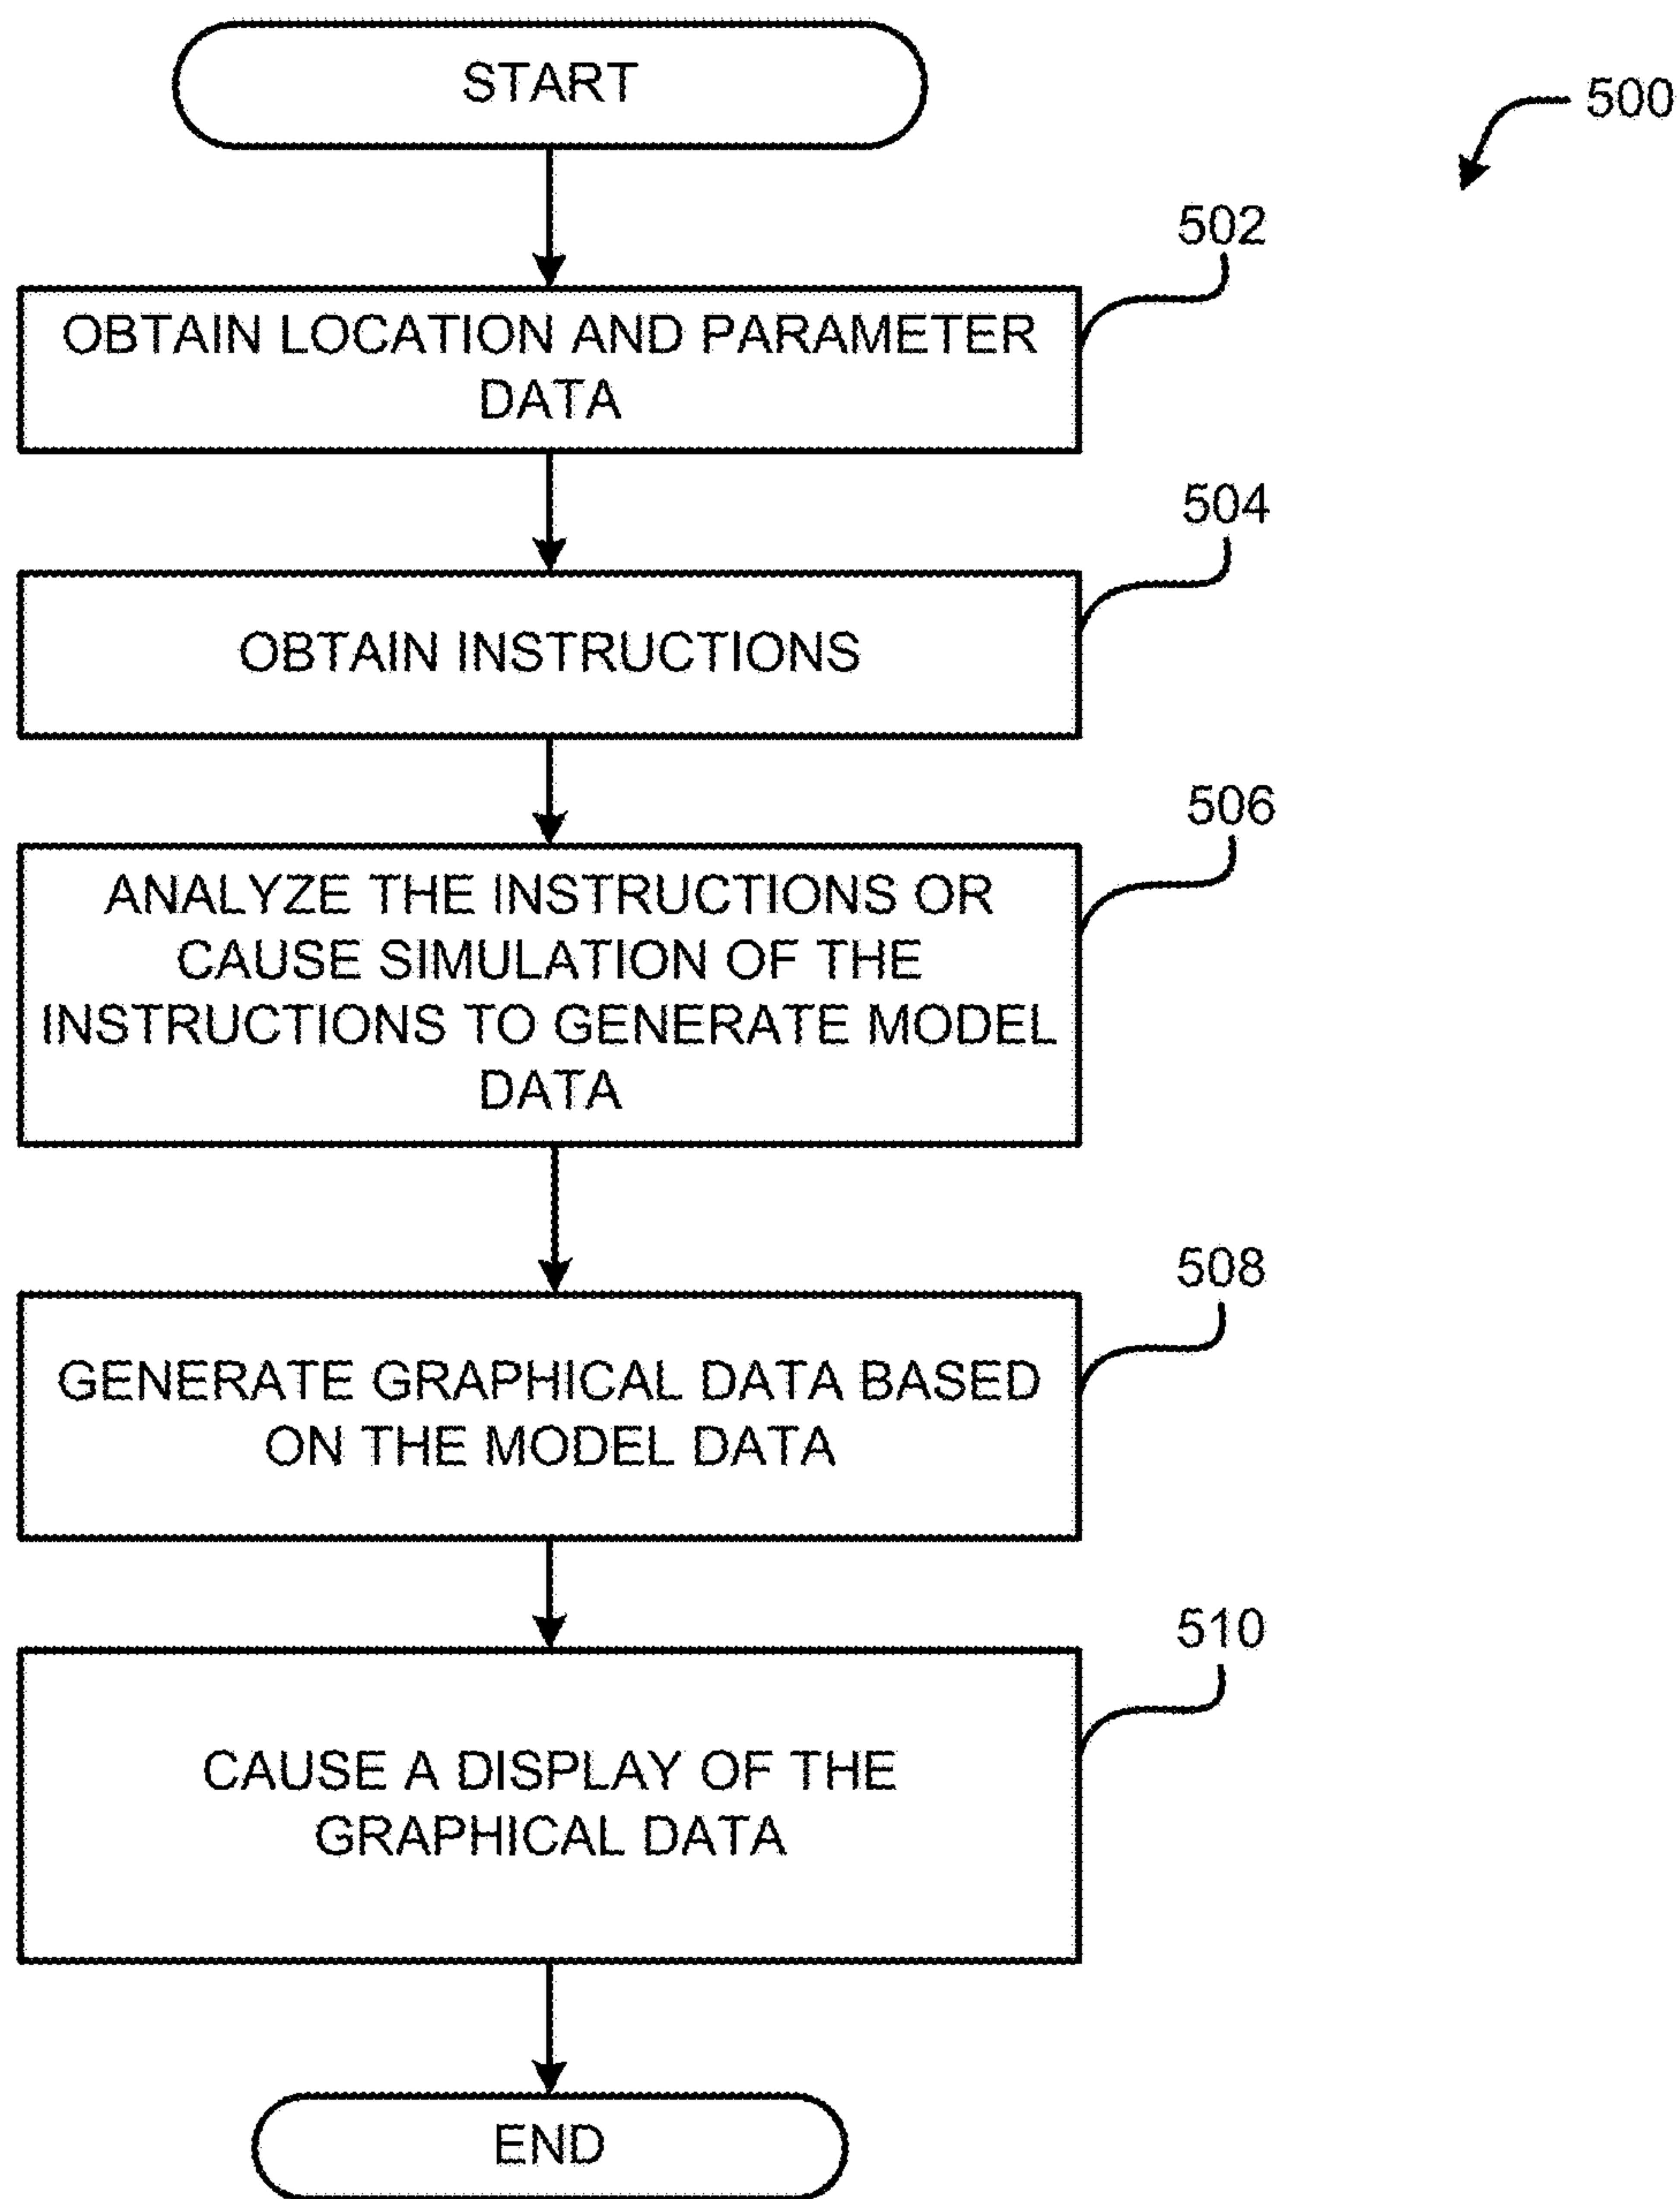 START
500
502
OBTAIN LOCATION AND PARAMETER
DATA
504
OBTAIN INSTRUCTIONS
506
ANALYZE THE INSTRUCTIONS OR
CAUSE SIMULATION OF THE
INSTRUCTIONS TO GENERATE MODEL
DATA
508
GENERATE GRAPHICAL DATA BASED
ON THE MODEL DATA
510
CAUSE A DISPLAY OF THE
GRAPHICAL DATA
END